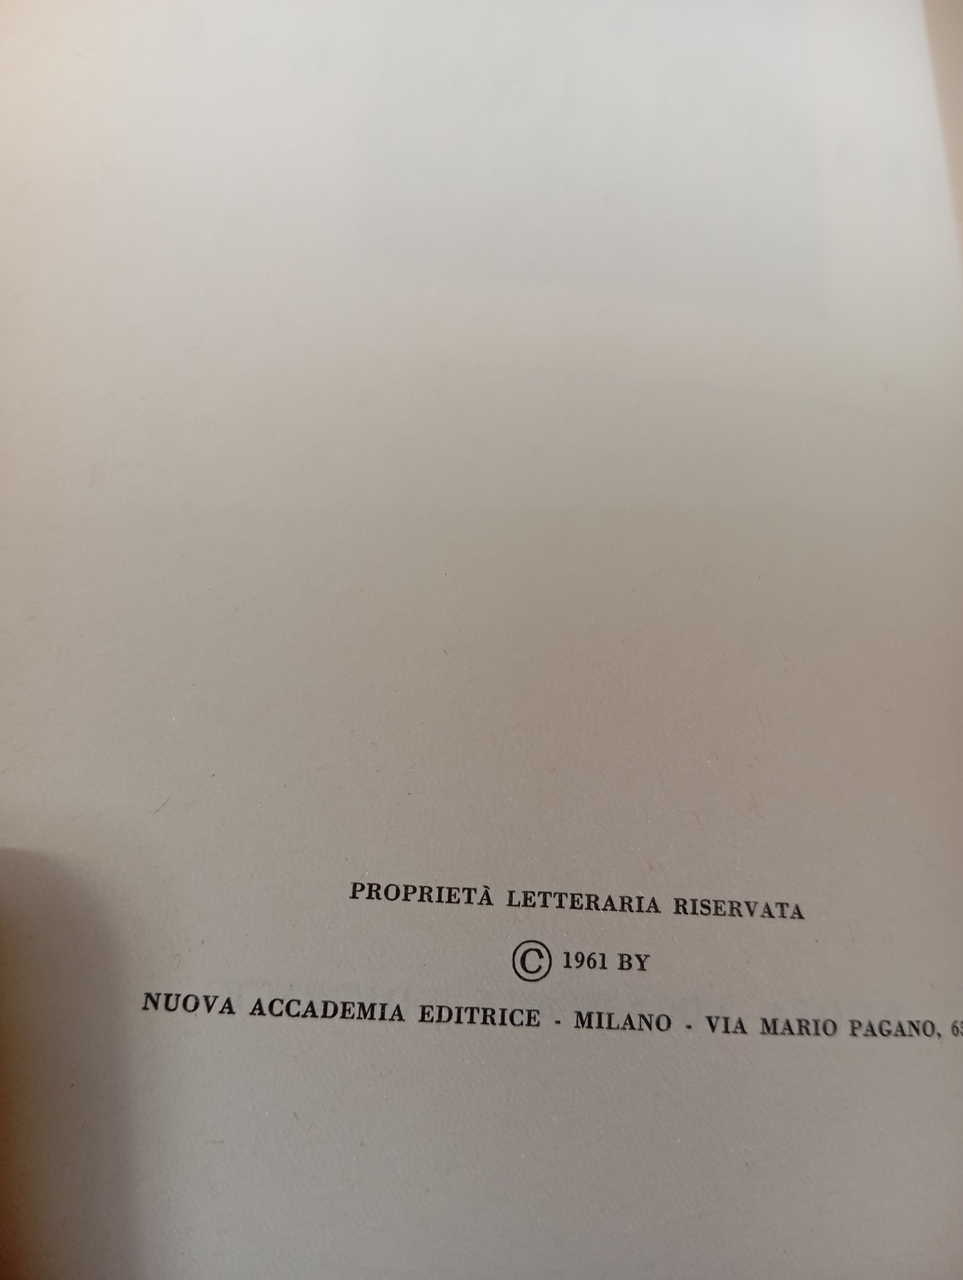 PROPRIETÀ LETTERARIA RISERVATA
© 1961 BY
NUOVA ACCADEMIA EDITRICE - MILANO - VIA MARIO PAGANO,